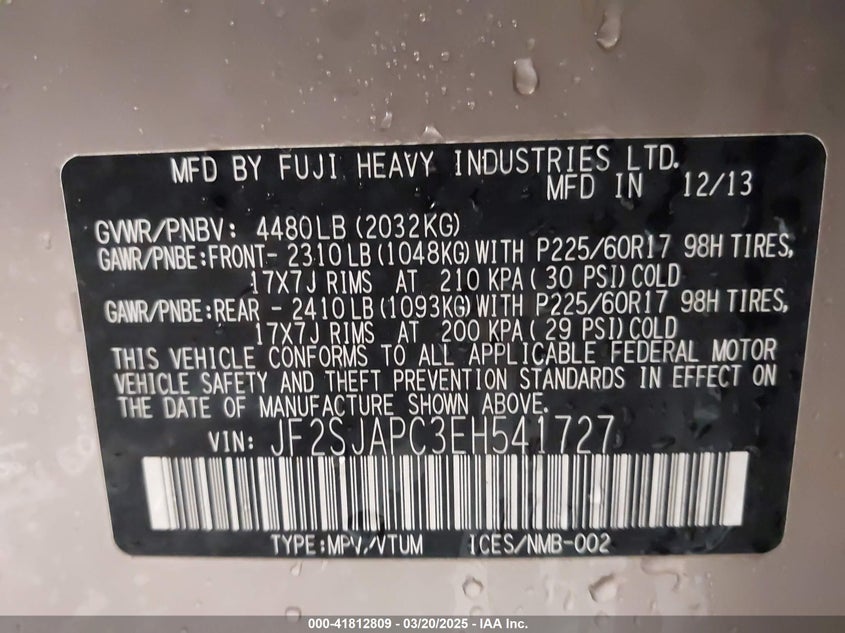 MFD BY FUJI HEAVY INDUSTRIES LTD.
MFD IN 12/13
GVWR/PNBV: 4480LB (2032KG)
GAWR/PNBE:FRONT- 2310LB (1048KG) WITH P225/60R17 98H TIRES,
17X7J RIMS AT 210 KPA (30 PSI) COLD
GAWR/PNBE:REAR - 2410LB (1093KG) WITH P225/60R17 98H TIRES,
17X7J RIMS AT 200 KPA (29 PSI) COLD
THIS VEHICLE CONFORMS TO ALL APPLICABLE FEDERAL MOTOR
VEHICLE SAFETY AND THEFT PREVENTION STANDARDS IN EFFECT ON
THE DATE OF MANUFACTURE SHOWN ABOVE.
VIN: JF2SJAPC3EH541727
TYPE:MPV/VTUM ICES/NMB-002
000-41812809 — 03/20/2025 — IAA Inc.